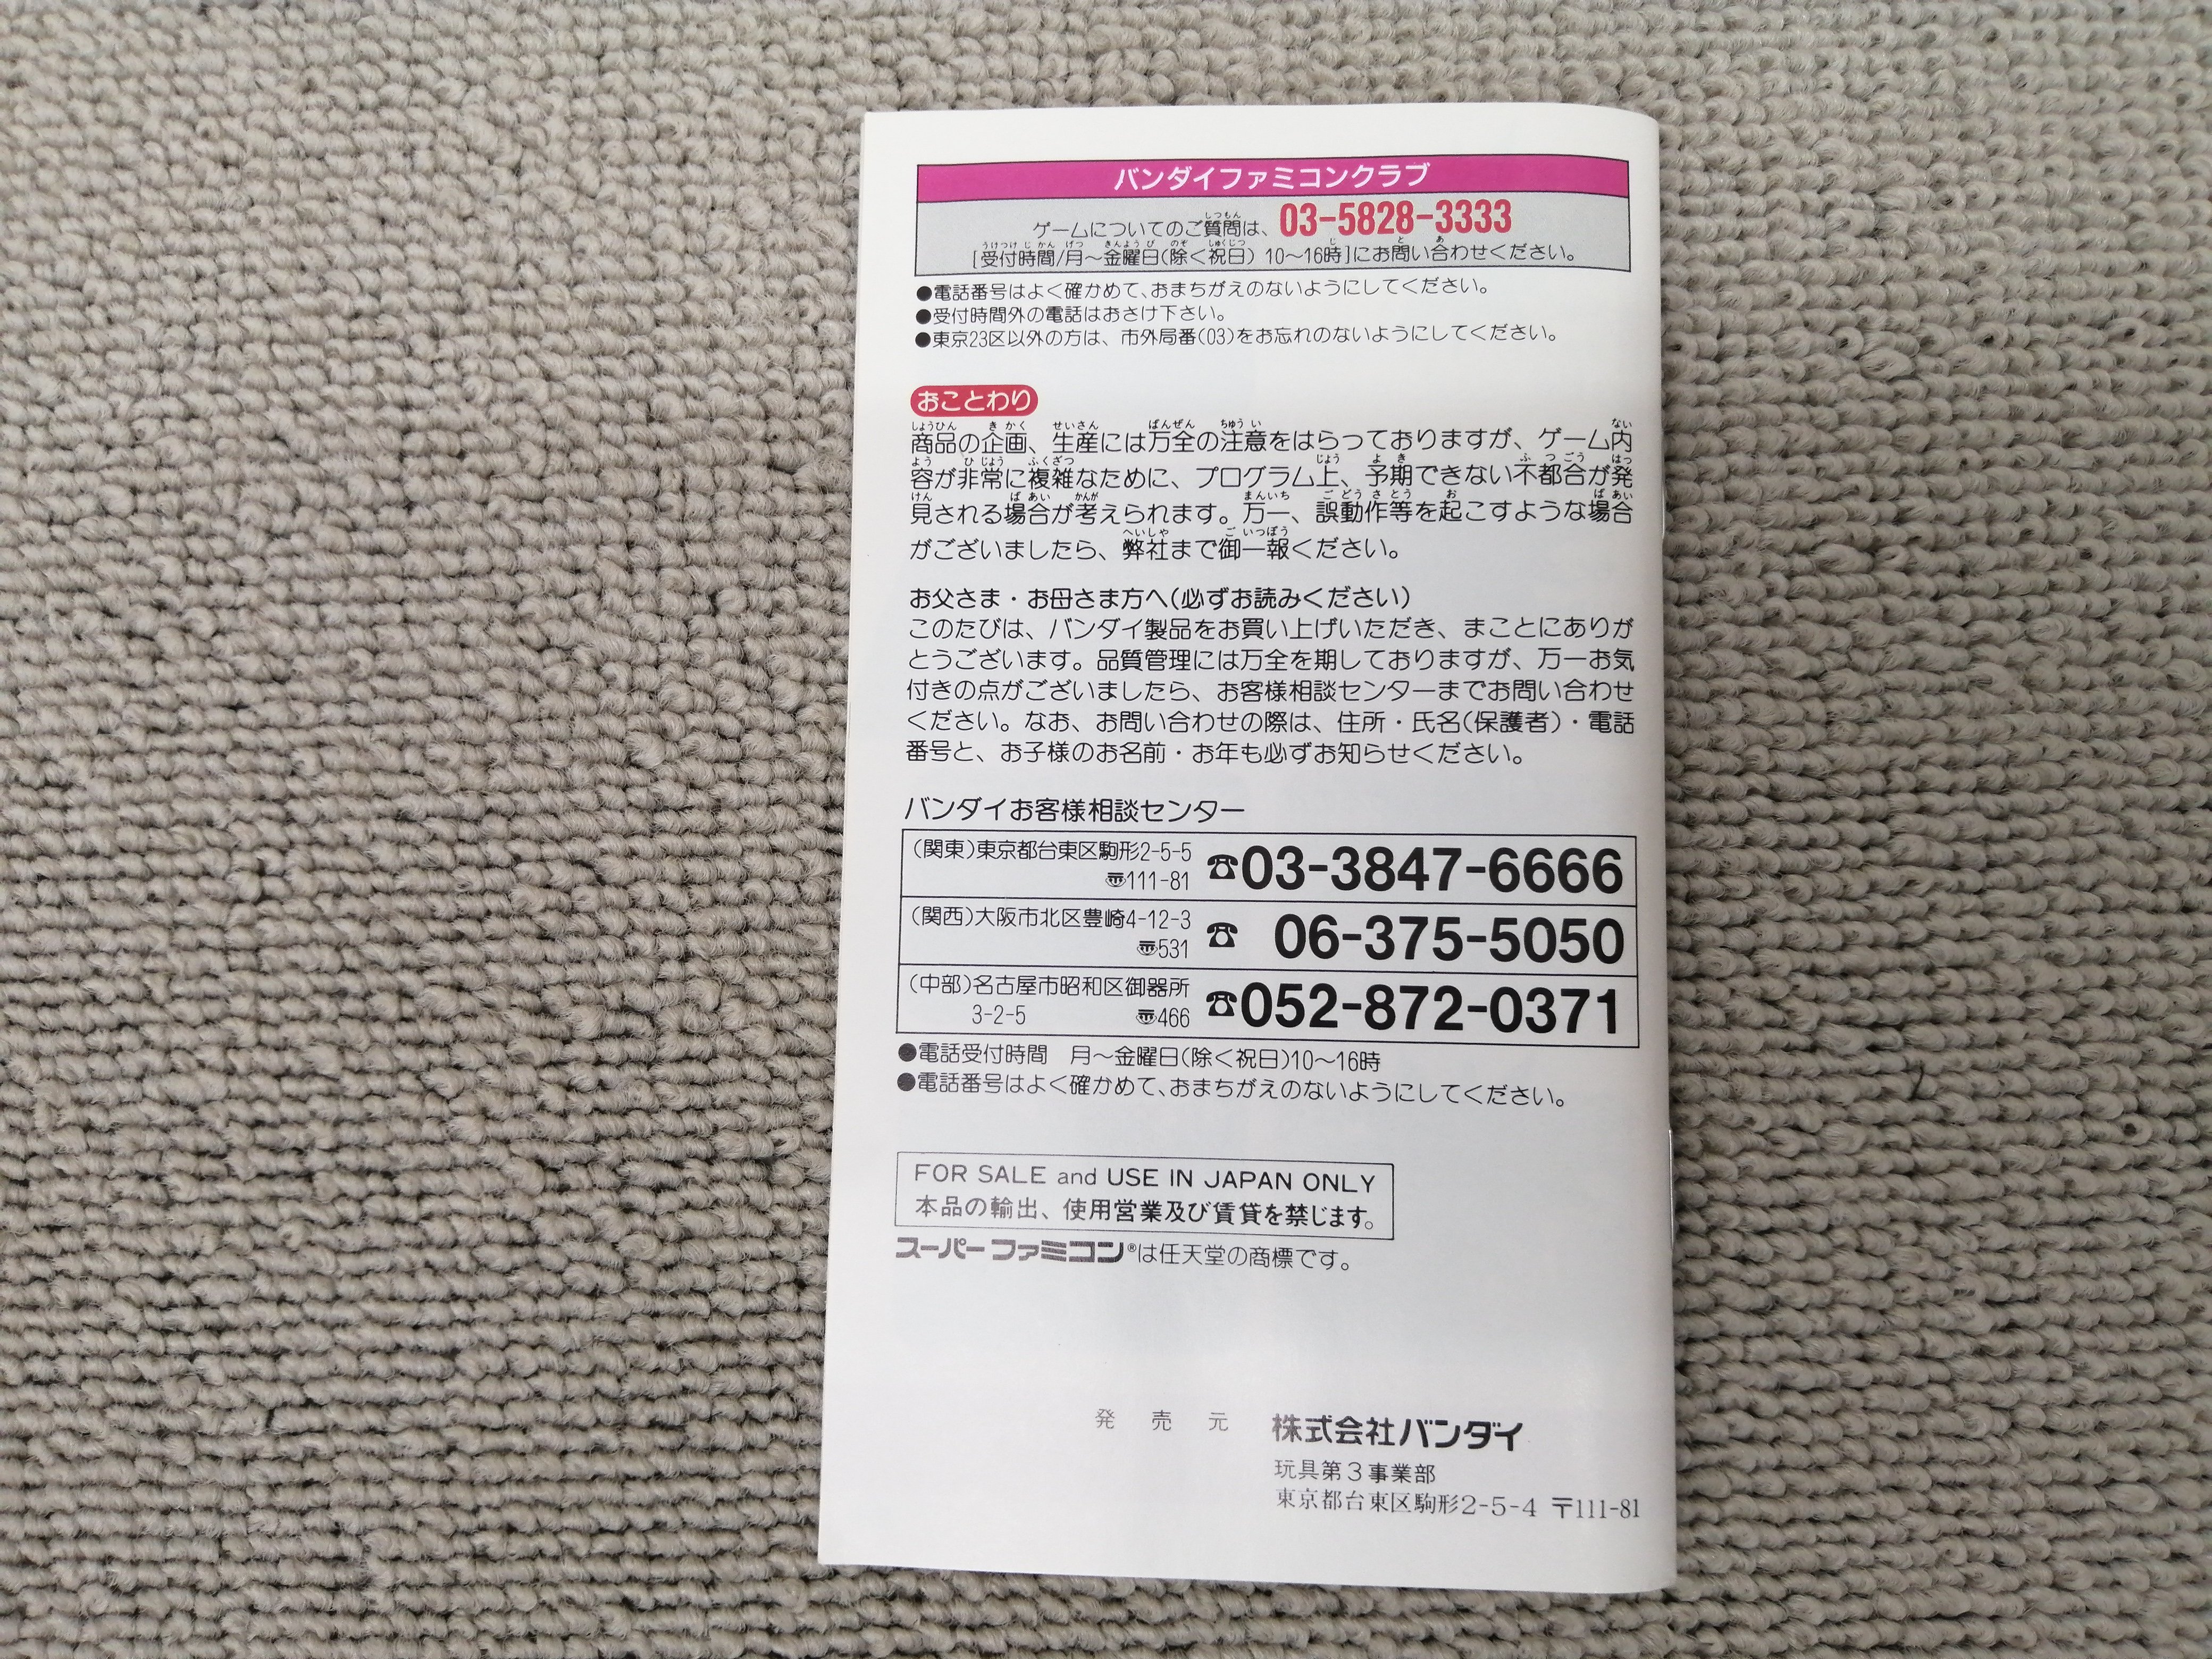 バンダイファミコンクラブ
ゲームについてのご質問は、03-5828-3333
[受付時間/月～金曜日(除く祝日) 10～16時]にお問い合わせください。
●電話番号はよく確かめて、おまちがえのないようにしてください。
●受付時間外の電話はおさけ下さい。
●東京23区以外の方は、市外局番(03)をお忘れのないようにしてください。
おことわり
商品の企画、生産には万全の注意をはらっておりますが、ゲーム内
容が非常に複雑なために、プログラム上、予期できない不都合が発
見される場合が考えられます。万一、誤動作等を起こすような場合
がございましたら、弊社まで御一報ください。
お父さま・お母さま方へ(必ずお読みください)
このたびは、バンダイ製品をお買い上げいただき、まことにありが
とうございます。品質管理には万全を期しておりますが、万一お気
付きの点がございましたら、お客様相談センターまでお問い合わせ
ください。なお、お問い合わせの際は、住所・氏名(保護者)・電話
番号と、お子様のお名前・お年も必ずお知らせください。
バンダイお客様相談センター
(関東)東京都台東区駒形2-5-5
〠111-81
☎03-3847-6666
(関西)大阪市北区豊崎4-12-3
〠531
☎ 06-375-5050
(中部)名古屋市昭和区御器所
3-2-5 〠466
☎052-872-0371
●電話受付時間 月～金曜日(除く祝日)10～16時
●電話番号はよく確かめて、おまちがえのないようにしてください。
FOR SALE and USE IN JAPAN ONLY
本品の輸出、使用営業及び賃貸を禁じます。
スーパーファミコン®は任天堂の商標です。
発売元 株式会社バンダイ
玩具第3事業部
東京都台東区駒形2-5-4 〒111-81